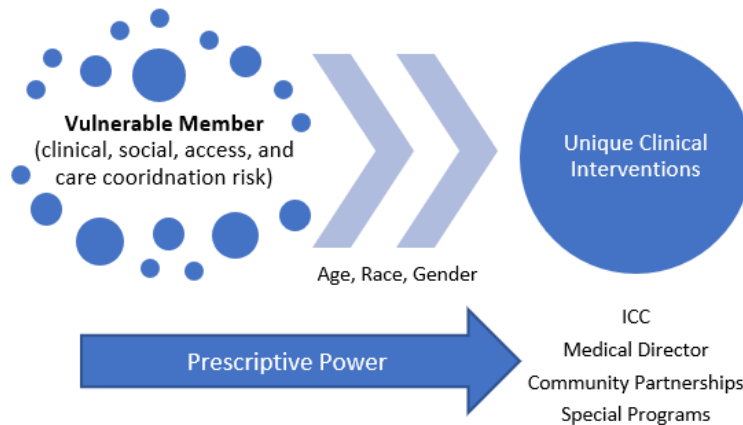 Vulnerable Member
(clinical, social, access, and
care cooridnation risk)
Unique Clinical
Interventions
Age, Race, Gender
Prescriptive Power
ICC
Medical Director
Community Partnerships
Special Programs